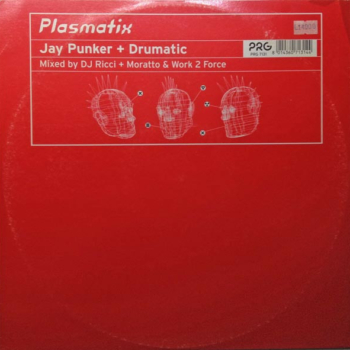 Plasmatix
Jay Punker + Drumatic
Mixed by DJ Ricci + Moratto & Work 2 Force
PRG